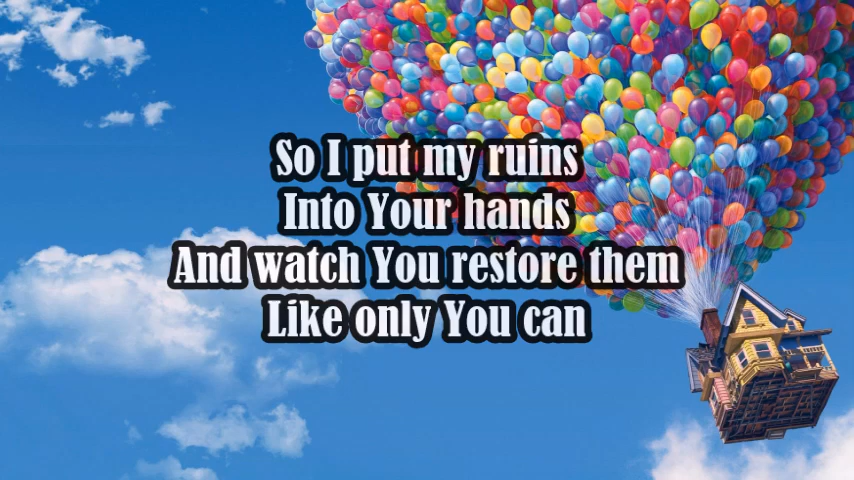 So I put my ruins
Into Your hands
And watch You restore them
Like only You can